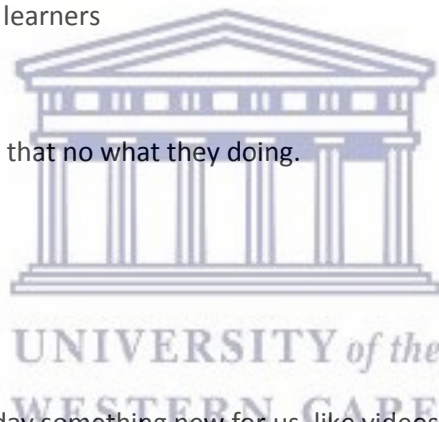 learners
that no what they doing.
UNIVERSITY of the
WESTERN CAPE
day something new for us, like videos